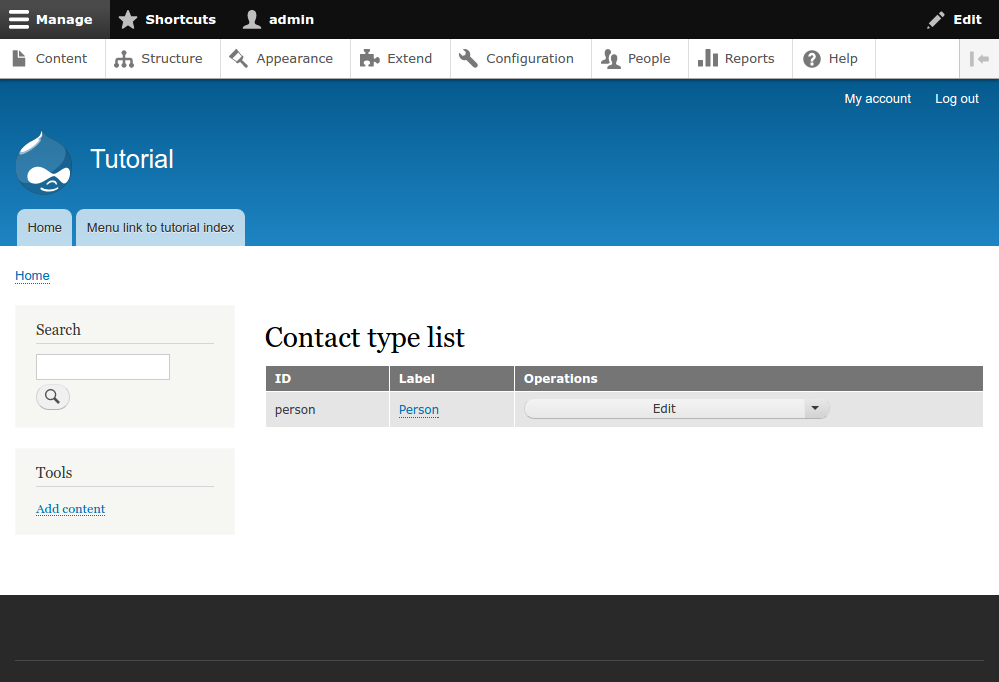 Manage Shortcuts admin Edit
Content Structure Appearance Extend Configuration People Reports Help
My account Log out
Tutorial
Home Menu link to tutorial index
Home
Search
Contact type list
ID Label Operations
person Person Edit
Tools
Add content